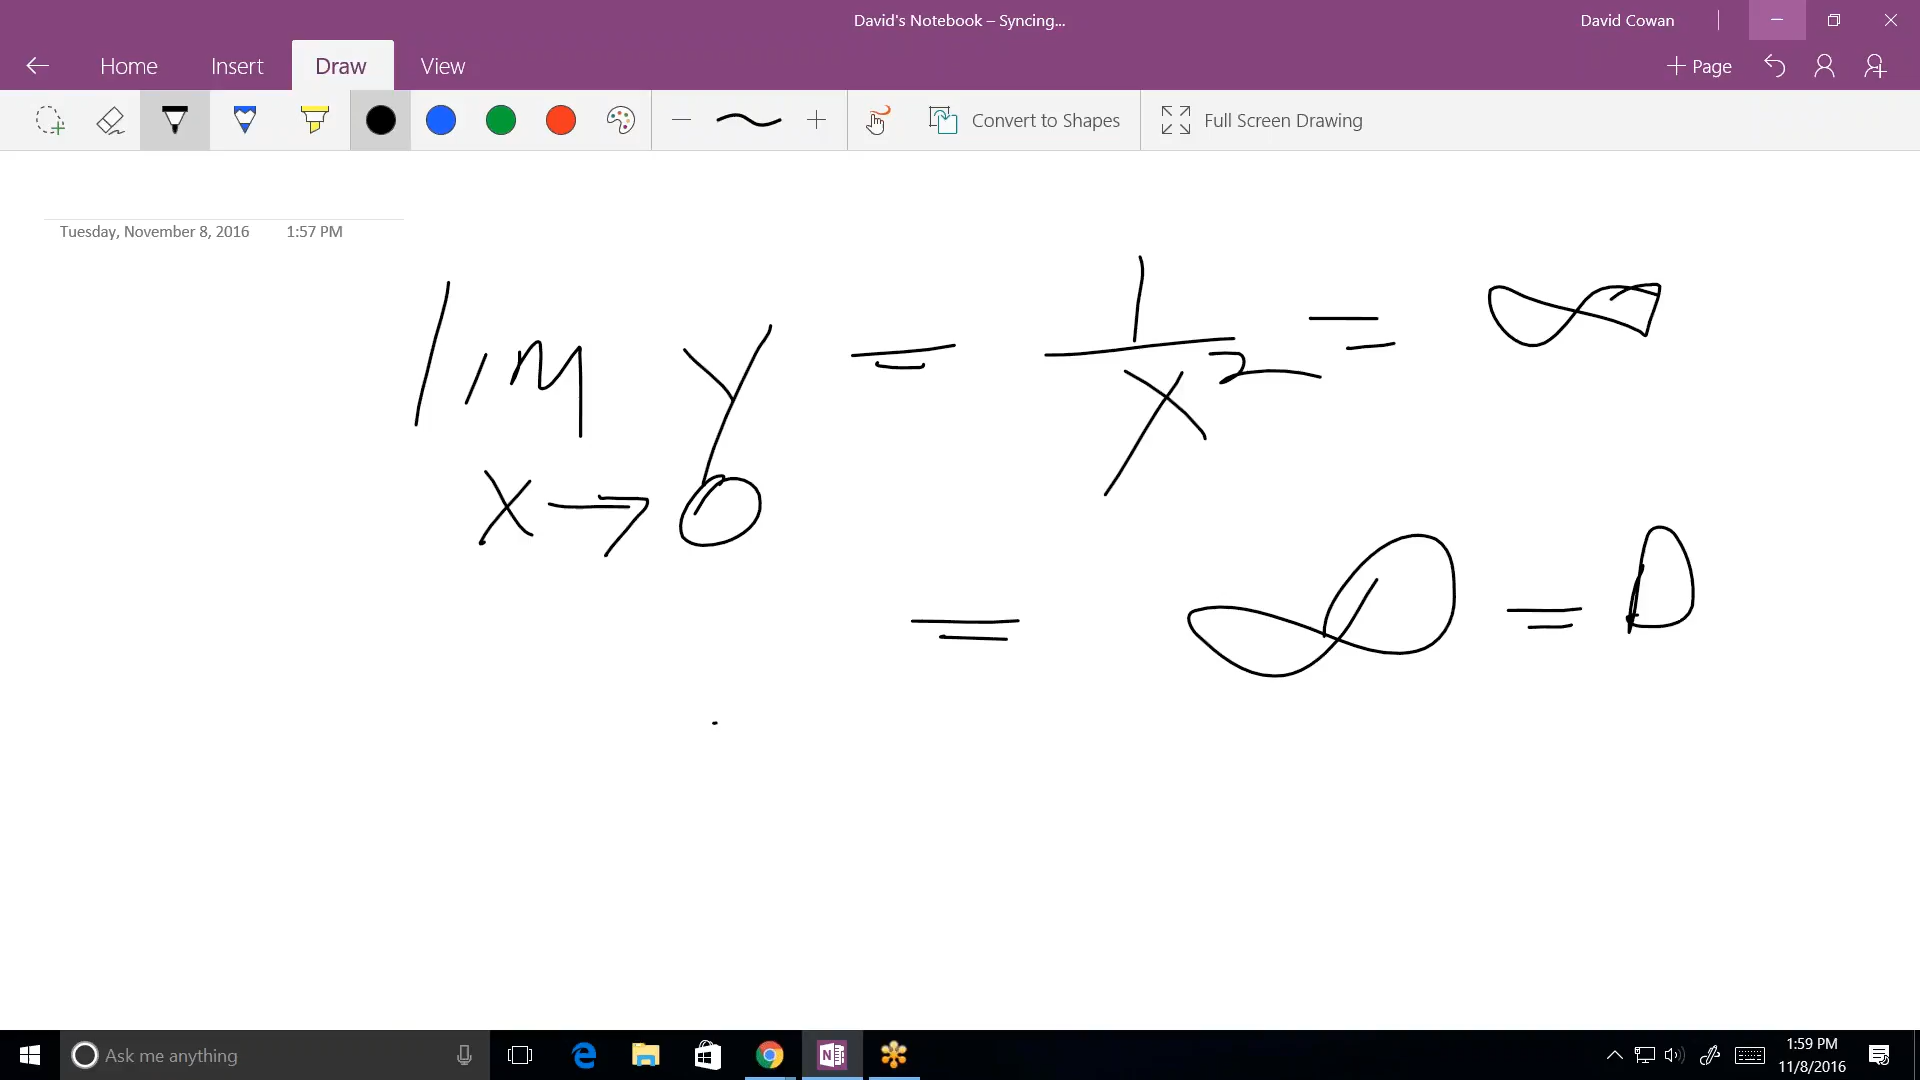 David's Notebook – Syncing...
David Cowan
Home Insert Draw View
Page
Convert to Shapes
Full Screen Drawing
Tuesday, November 8, 2016 1:57 PM
lim y = 1/x² = ∞
x → 0
= ∞ = D
Ask me anything
1:59 PM
11/8/2016